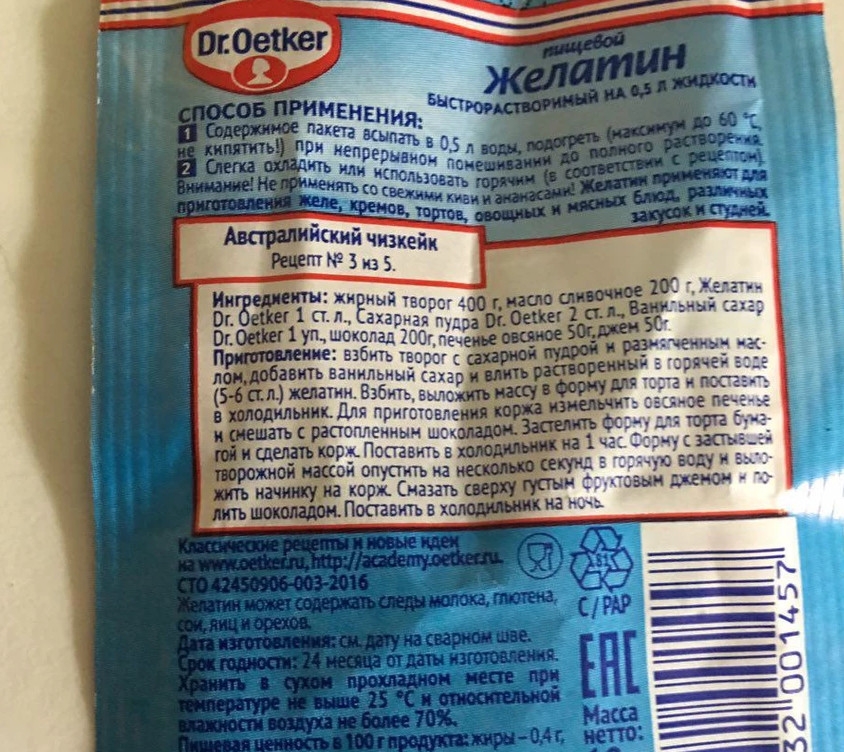 Dr.Oetker
пищевой
Желатин
БЫСТРОРАСТВОРИМЫЙ НА 0,5 Л ЖИДКОСТИ
СПОСОБ ПРИМЕНЕНИЯ:
1 Содержимое пакета всыпать в 0,5 л воды, подогреть (максимум до 60 °С,
не кипятить!) при непрерывном помешивании до полного растворения.
2 Слегка охладить или использовать горячим (в соответствии с рецептом).
Внимание! Не применять со свежими киви и ананасами! Желатин применяют для
приготовления желе, кремов, тортов, овощных и мясных блюд, различных
закусок и студней.
Австралийский чизкейк
Рецепт № 3 из 5.
Ингредиенты: жирный творог 400 г, масло сливочное 200 г, Желатин
Dr. Oetker 1 ст. л., Сахарная пудра Dr. Oetker 2 ст. л., Ванильный сахар
Dr. Oetker 1 уп., шоколад 200г, печенье овсяное 50г, джем 50г.
Приготовление: взбить творог с сахарной пудрой и размягченным мас-
лом, добавить ванильный сахар и влить растворенный в горячей воде
(5-6 ст. л.) желатин. Взбить, выложить массу в форму для торта и поставить
в холодильник. Для приготовления коржа измельчить овсяное печенье
и смешать с растопленным шоколадом. Застелить форму для торта бума-
гой и сделать корж. Поставить в холодильник на 1 час. Форму с застывшей
творожной массой опустить на несколько секунд в горячую воду и выло-
жить начинку на корж. Смазать сверху густым фруктовым джемом и по-
лить шоколадом. Поставить в холодильник на ночь.
Классические рецепты и новые идеи
на www.oetker.ru, http://academy.oetker.ru.
СТО 42450906-003-2016
Желатин может содержать следы молока, глютена,
сои, яиц и орехов.
Дата изготовления: см. дату на сварном шве.
Срок годности: 24 месяца от даты изготовления.
Хранить в сухом прохладном месте при
температуре не выше 25 °С и относительной
влажности воздуха не более 70%.
Пищевая ценность в 100 г продукта: жиры – 0,4 г,
81
C/PAP
EAC
Масса
нетто:
32 001457